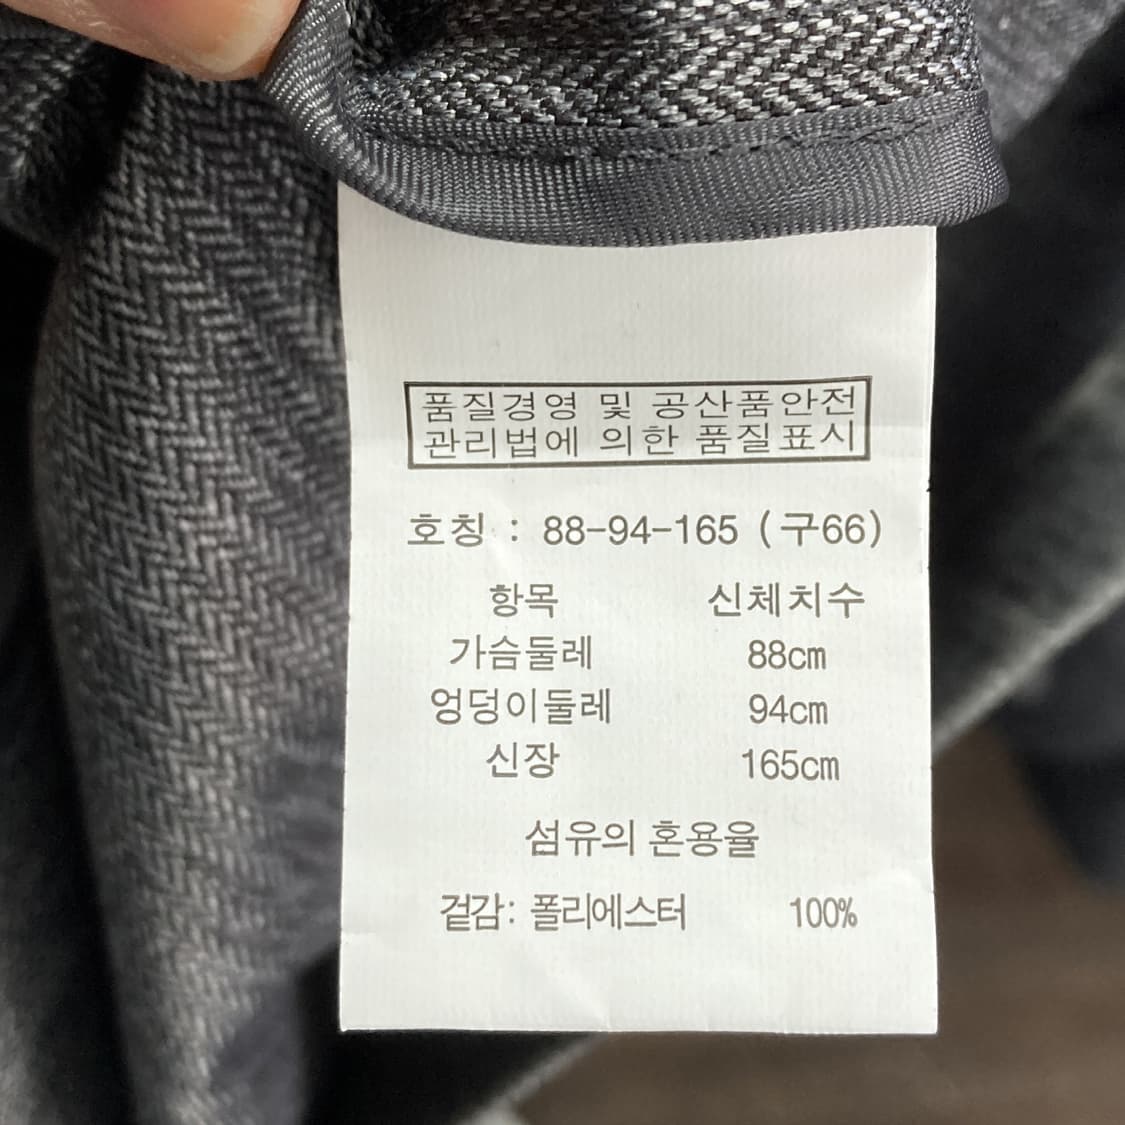 품질경영 및 공산품안전
관리법에 의한 품질표시
호칭 : 88-94-165 (구66)
항목 신체치수
가슴둘레 88cm
엉덩이둘레 94cm
신장 165cm
섬유의 혼용율
겉감: 폴리에스터 100%